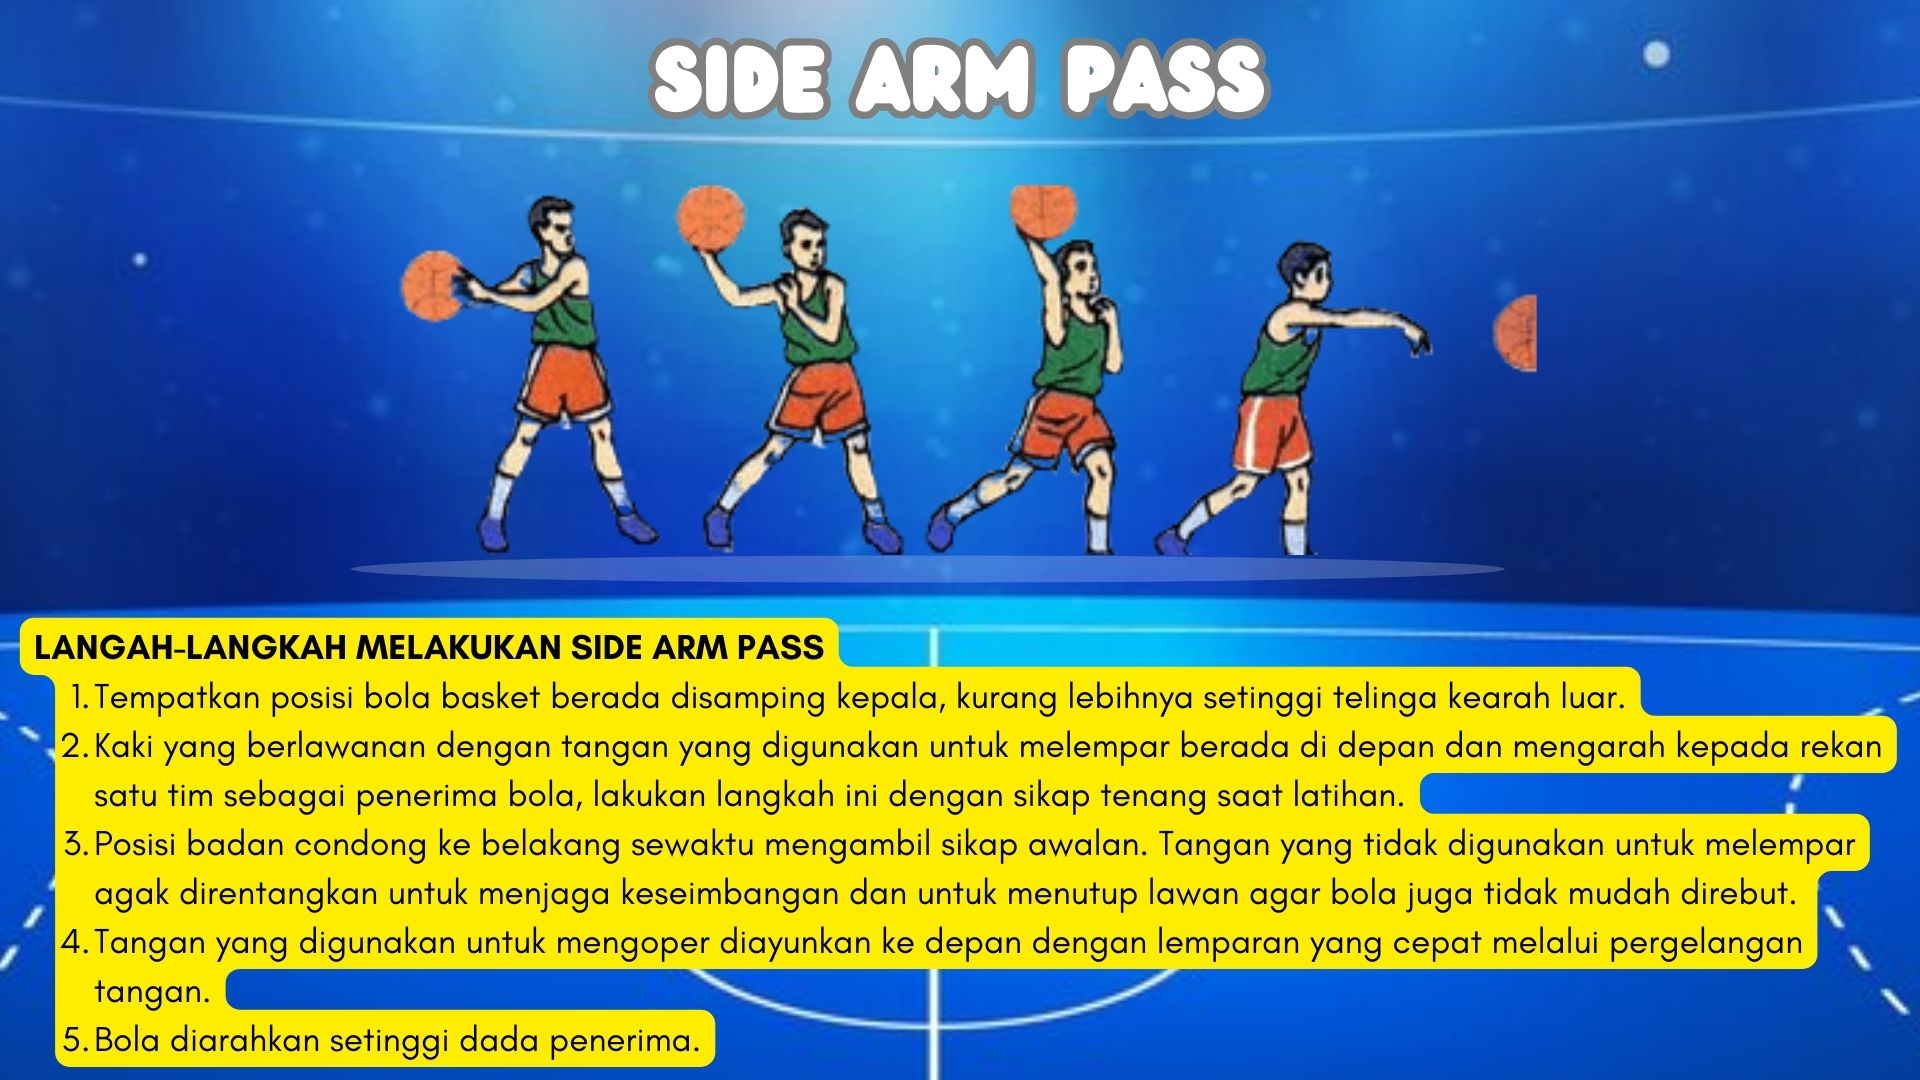 SIDE ARM PASS
LANGAH-LANGKAH MELAKUKAN SIDE ARM PASS
1. Tempatkan posisi bola basket berada disamping kepala, kurang lebihnya setinggi telinga kearah luar.
2. Kaki yang berlawanan dengan tangan yang digunakan untuk melempar berada di depan dan mengarah kepada rekan
satu tim sebagai penerima bola, lakukan langkah ini dengan sikap tenang saat latihan.
3. Posisi badan condong ke belakang sewaktu mengambil sikap awalan. Tangan yang tidak digunakan untuk melempar
agak direntangkan untuk menjaga keseimbangan dan untuk menutup lawan agar bola juga tidak mudah direbut.
4. Tangan yang digunakan untuk mengoper diayunkan ke depan dengan lemparan yang cepat melalui pergelangan
tangan.
5. Bola diarahkan setinggi dada penerima.